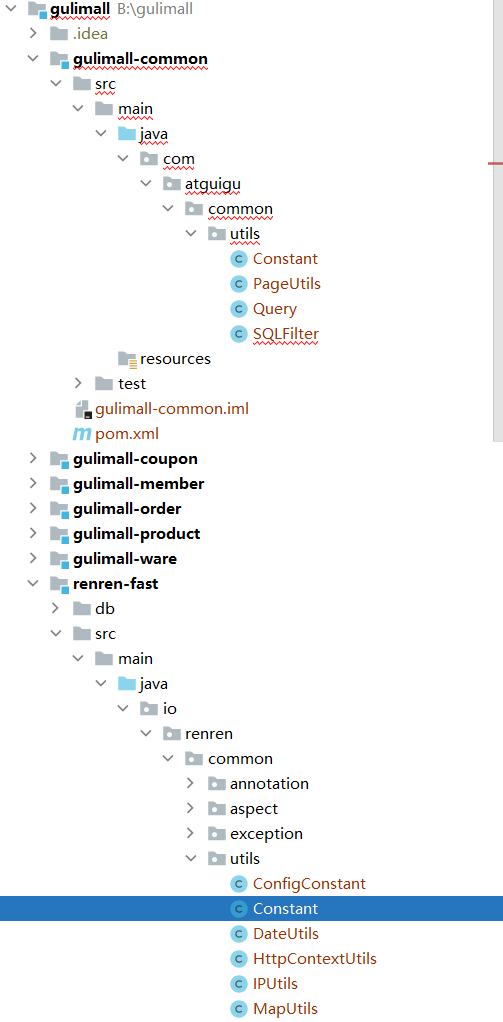 gulimall B:\gulimall
.idea
gulimall-common
src
main
java
com
atguigu
common
utils
Constant
PageUtils
Query
SQLFilter
resources
test
gulimall-common.iml
pom.xml
gulimall-coupon
gulimall-member
gulimall-order
gulimall-product
gulimall-ware
renren-fast
db
src
main
java
io
renren
common
annotation
aspect
exception
utils
ConfigConstant
Constant
DateUtils
HttpContextUtils
IPUtils
MapUtils